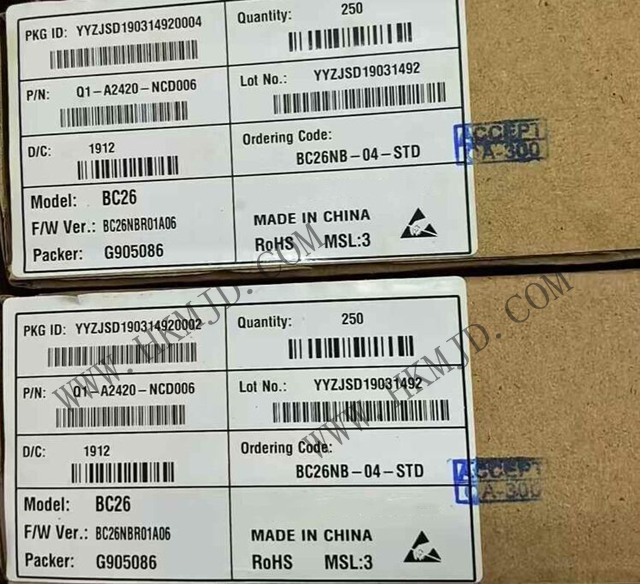 PKG ID: YYZJSD190314920004
Quantity: 250
P/N: Q1-A2420-NCD006
Lot No.: YYZJSD19031492
D/C: 1912
Ordering Code:
BC26NB-04-STD
ACCEPT
QA-300
Model: BC26
F/W Ver.: BC26NBR01A06
MADE IN CHINA
Packer: G905086
RoHS MSL:3
PKG ID: YYZJSD190314920002
Quantity: 250
P/N: Q1-A2420-NCD006
Lot No.: YYZJSD19031492
D/C: 1912
Ordering Code:
BC26NB-04-STD
ACCEPT
QA-300
Model: BC26
F/W Ver.: BC26NBR01A06
MADE IN CHINA
Packer: G905086
RoHS MSL:3
WWW.HKMJD.COM
WWW.HKMJD.COM